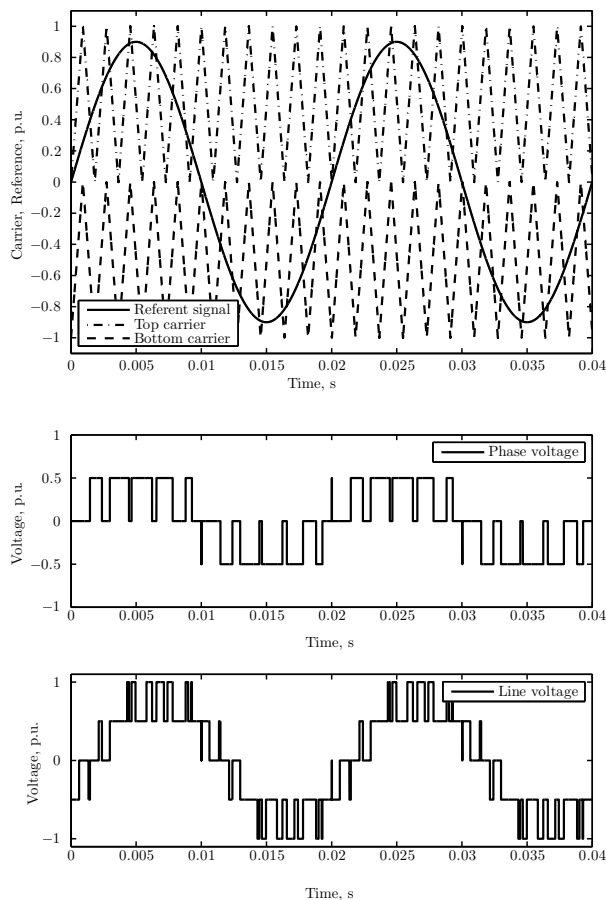 Carrier, Reference, p.u.
1
0.8
0.6
0.4
0.2
0
−0.2
−0.4
−0.6
−0.8
−1
Referent signal
Top carrier
Bottom carrier
0 0.005 0.01 0.015 0.02 0.025 0.03 0.035 0.04
Time, s
Voltage, p.u.
1
0.5
0
−0.5
−1
Phase voltage
0 0.005 0.01 0.015 0.02 0.025 0.03 0.035 0.04
Time, s
Voltage, p.u.
1
0
−1
Line voltage
0 0.005 0.01 0.015 0.02 0.025 0.03 0.035 0.04
Time, s